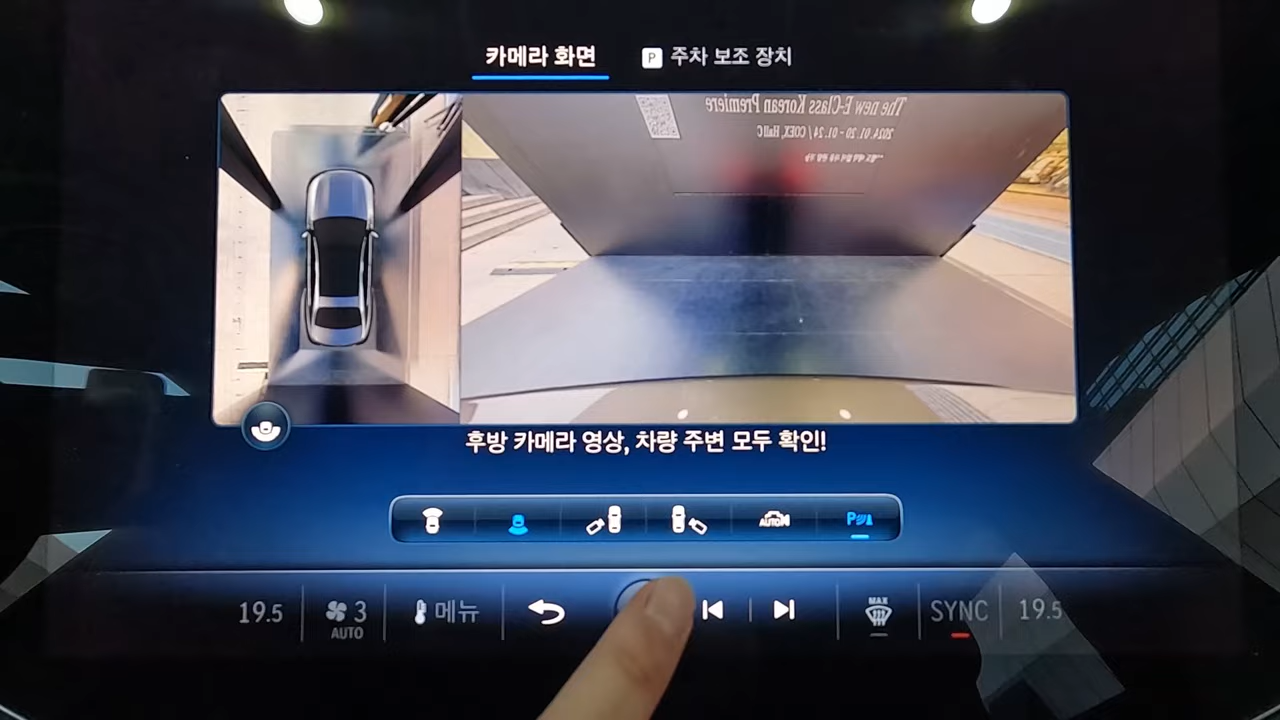 카메라 화면
P 주차 보조 장치
The new E-Class Korean Premiere
2024. 01. 20 - 01. 24 / COEX, Hall C
후방 카메라 영상, 차량 주변 모두 확인!
AUTO
P
19.5
3
AUTO
메뉴
MAX
SYNC
19.5